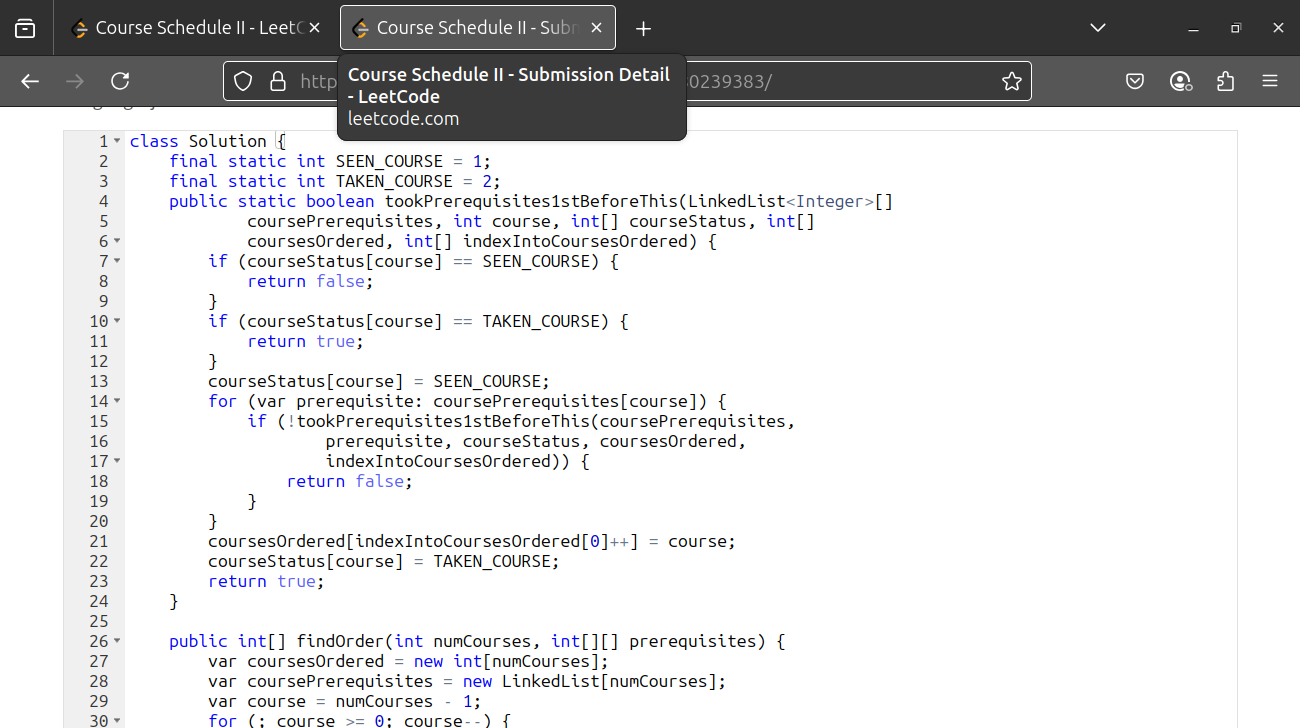 Course Schedule II - LeetC
Course Schedule II - Subm
http
0239383/
Course Schedule II - Submission Detail
- LeetCode
leetcode.com
1 class Solution {
2 final static int SEEN_COURSE = 1;
3 final static int TAKEN_COURSE = 2;
4 public static boolean tookPrerequisites1stBeforeThis(LinkedList<Integer>[]
5 coursePrerequisites, int course, int[] courseStatus, int[]
6 coursesOrdered, int[] indexIntoCoursesOrdered) {
7 if (courseStatus[course] == SEEN_COURSE) {
8 return false;
9 }
10 if (courseStatus[course] == TAKEN_COURSE) {
11 return true;
12 }
13 courseStatus[course] = SEEN_COURSE;
14 for (var prerequisite: coursePrerequisites[course]) {
15 if (!tookPrerequisites1stBeforeThis(coursePrerequisites,
16 prerequisite, courseStatus, coursesOrdered,
17 indexIntoCoursesOrdered)) {
18 return false;
19 }
20 }
21 coursesOrdered[indexIntoCoursesOrdered[0]++] = course;
22 courseStatus[course] = TAKEN_COURSE;
23 return true;
24 }
25
26 public int[] findOrder(int numCourses, int[][] prerequisites) {
27 var coursesOrdered = new int[numCourses];
28 var coursePrerequisites = new LinkedList[numCourses];
29 var course = numCourses - 1;
30 for (; course >= 0; course--) {